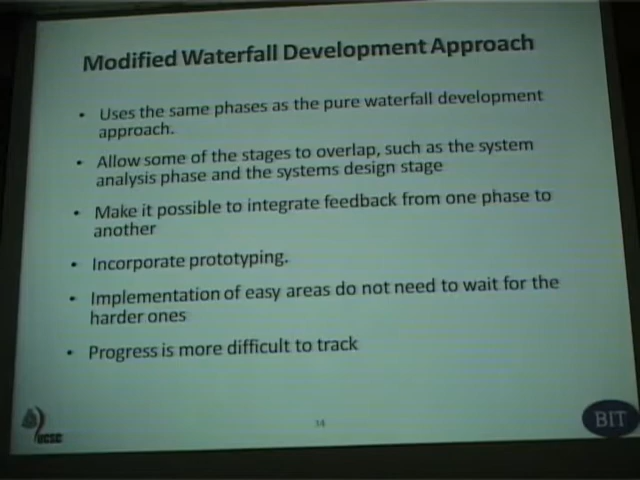 Modified Waterfall Development Approach
• Uses the same phases as the pure waterfall development
approach.
• Allow some of the stages to overlap, such as the system
analysis phase and the systems design stage
• Make it possible to integrate feedback from one phase to
another
• Incorporate prototyping.
• Implementation of easy areas do not need to wait for the
harder ones
• Progress is more difficult to track
UCSC
14
BIT